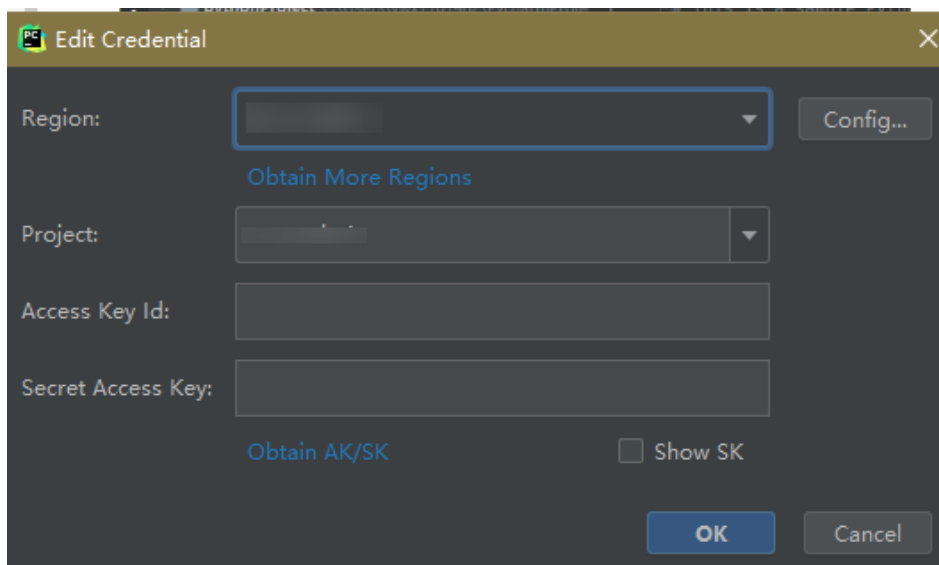 PC
Edit Credential
Region:
Config...
Obtain More Regions
Project:
Access Key Id:
Secret Access Key:
Obtain AK/SK
Show SK
OK
Cancel